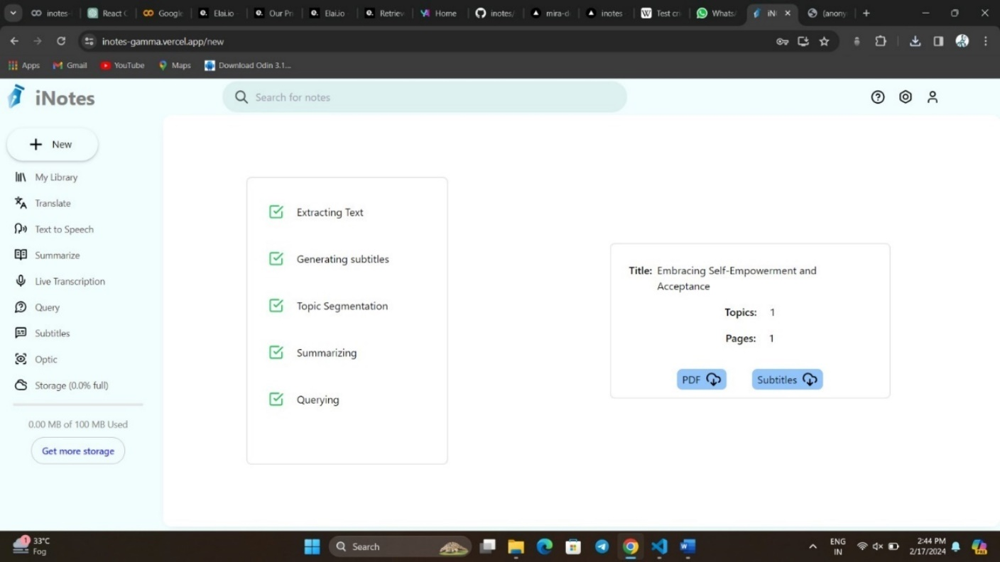 inotes-
React C
Google
Elai.io
Our Pr
Elai.io
Retriev
Home
inotes/
mira-d
inotes
Test cr
Whats
iN
(anony
inotes-gamma.vercel.app/new
Apps
Gmail
YouTube
Maps
Download Odin 3.1...
iNotes
Search for notes
New
My Library
Translate
Text to Speech
Summarize
Live Transcription
Query
Subtitles
Optic
Storage (0.0% full)
0.00 MB of 100 MB Used
Get more storage
Extracting Text
Generating subtitles
Topic Segmentation
Summarizing
Querying
Title: Embracing Self-Empowerment and
Acceptance
Topics: 1
Pages: 1
PDF
Subtitles
1
33°C
Fog
Search
ENG
IN
2:44 PM
2/17/2024